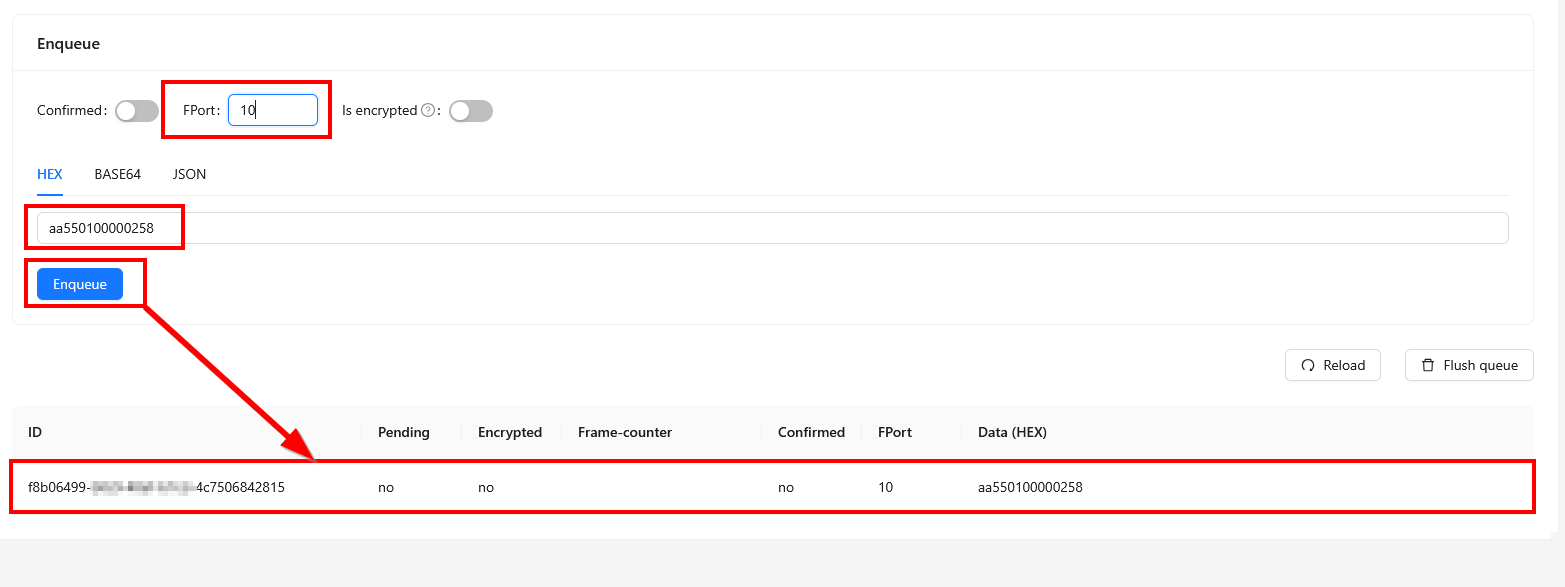 Enqueue
Confirmed: FPort: 10 Is encrypted ? :
HEX BASE64 JSON
aa550100000258
Enqueue
Reload Flush queue
ID Pending Encrypted Frame-counter Confirmed FPort Data (HEX)
f8b06499- 4c7506842815 no no no 10 aa550100000258